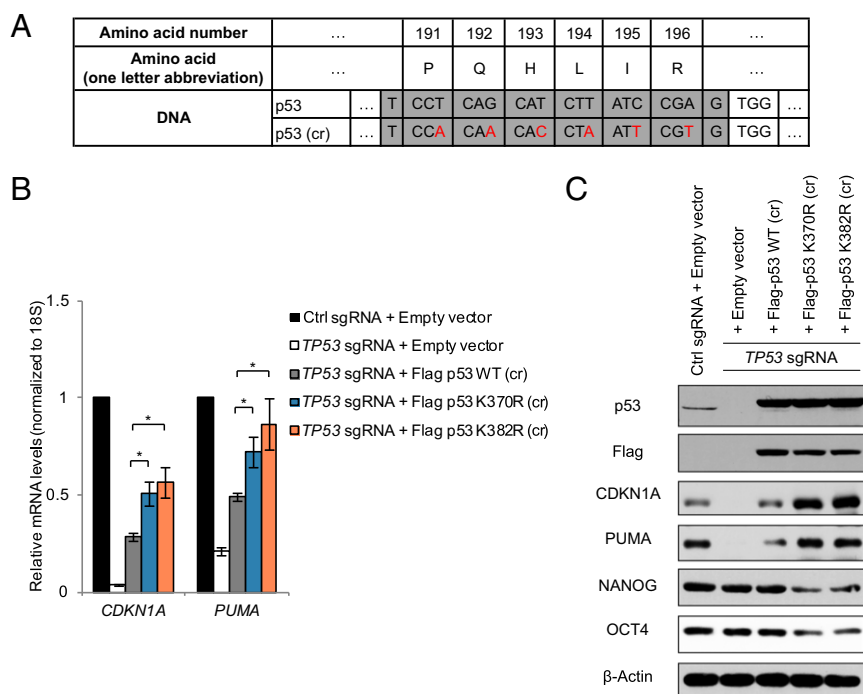 A
Amino acid number … 191 192 193 194 195 196 …
Amino acid
(one letter abbreviation) … P Q H L I R …
DNA
p53 … T CCT CAG CAT CTT ATC CGA G TGG …
p53 (cr) … T CCA CAA CAC CTA ATT CGT G TGG …
B
Relative mRNA levels (normalized to 18S)
1.5
1
0.5
0
* * * *
CDKN1A PUMA
Ctrl sgRNA + Empty vector
TP53 sgRNA + Empty vector
TP53 sgRNA + Flag p53 WT (cr)
TP53 sgRNA + Flag p53 K370R (cr)
TP53 sgRNA + Flag p53 K382R (cr)
C
Ctrl sgRNA + Empty vector
+ Empty vector
+ Flag-p53 WT (cr)
+ Flag-p53 K370R (cr)
+ Flag-p53 K382R (cr)
TP53 sgRNA
p53
Flag
CDKN1A
PUMA
NANOG
OCT4
β-Actin